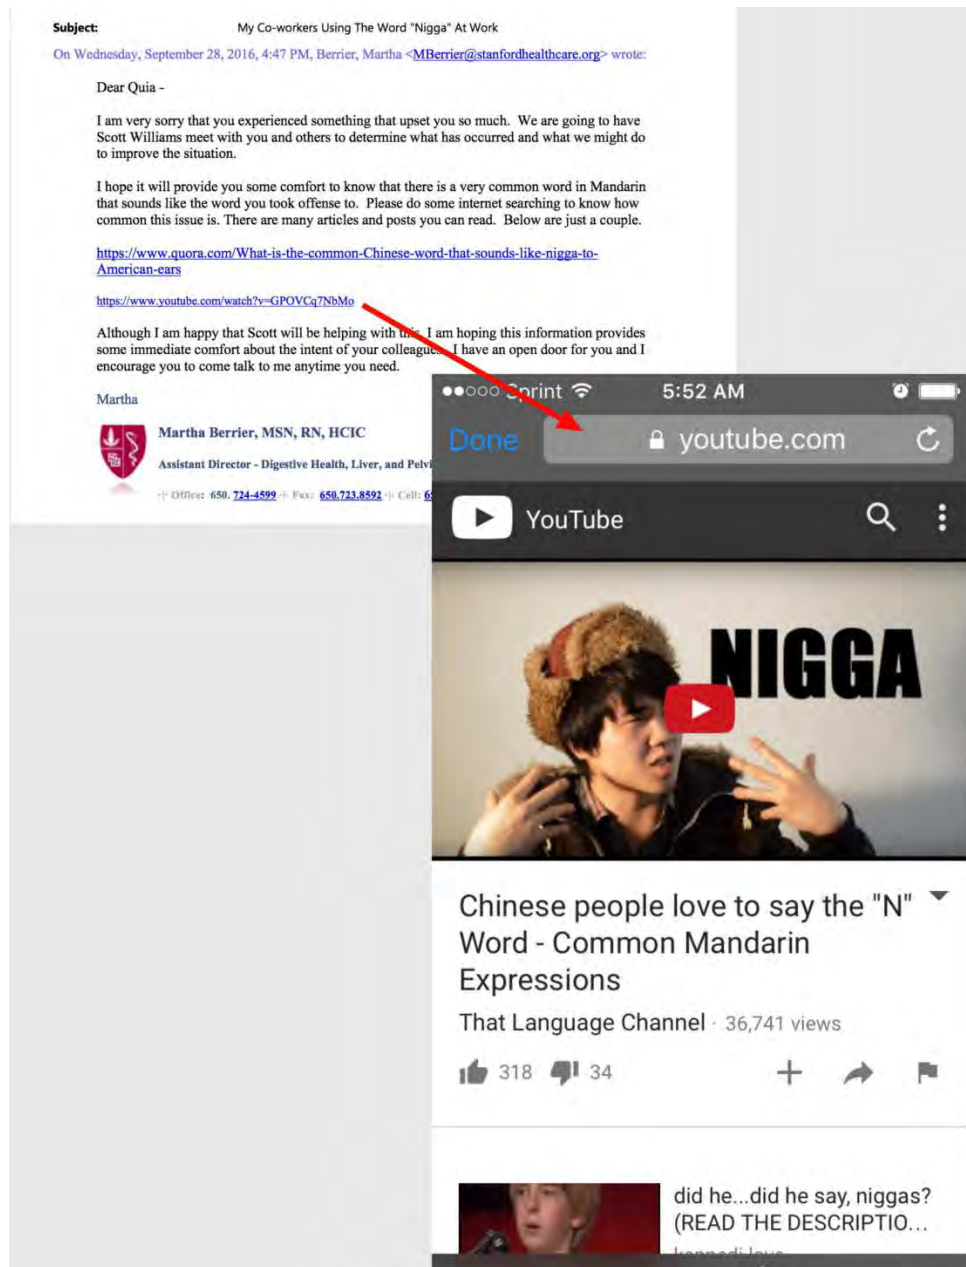 Subject: My Co-workers Using The Word "Nigga" At Work
On Wednesday, September 28, 2016, 4:47 PM, Berrier, Martha <MBerrier@stanfordhealthcare.org> wrote:
Dear Quia -
I am very sorry that you experienced something that upset you so much. We are going to have
Scott Williams meet with you and others to determine what has occurred and what we might do
to improve the situation.
I hope it will provide you some comfort to know that there is a very common word in Mandarin
that sounds like the word you took offense to. Please do some internet searching to know how
common this issue is. There are many articles and posts you can read. Below are just a couple.
https://www.quora.com/What-is-the-common-Chinese-word-that-sounds-like-nigga-to-
American-ears
https://www.youtube.com/watch?v=GPOVCq7NbMo
Although I am happy that Scott will be helping with this, I am hoping this information provides
some immediate comfort about the intent of your colleagues. I have an open door for you and I
encourage you to come talk to me anytime you need.
Martha
Martha Berrier, MSN, RN, HCIC
Assistant Director - Digestive Health, Liver, and Pelvi
Office: 650. 724-4599 Fax: 650.723.8592 Cell: 6
Sprint 5:52 AM
Done youtube.com
YouTube
NIGGA
Chinese people love to say the "N"
Word - Common Mandarin
Expressions
That Language Channel · 36,741 views
318 34
did he...did he say, niggas?
(READ THE DESCRIPTIO...